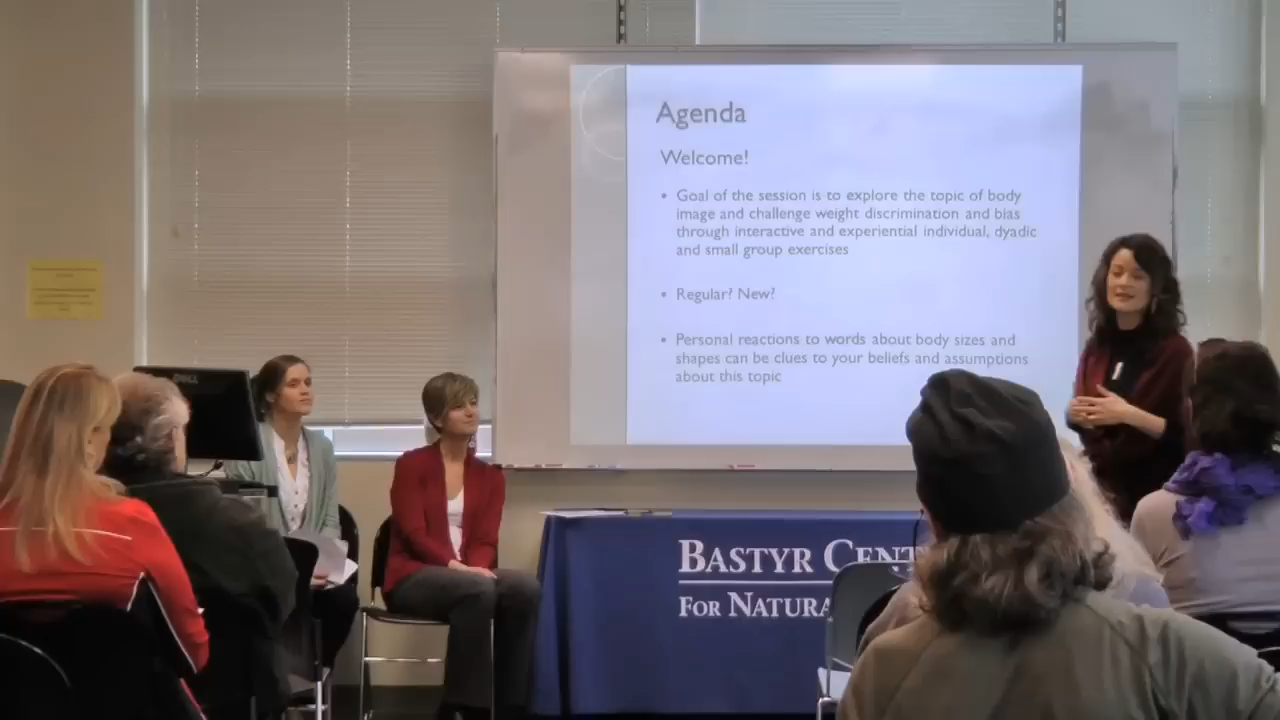 Agenda
Welcome!
• Goal of the session is to explore the topic of body
image and challenge weight discrimination and bias
through interactive and experiential individual, dyadic
and small group exercises
• Regular? New?
• Personal reactions to words about body sizes and
shapes can be clues to your beliefs and assumptions
about this topic
DELL
BASTYR CENT
FOR NATURA